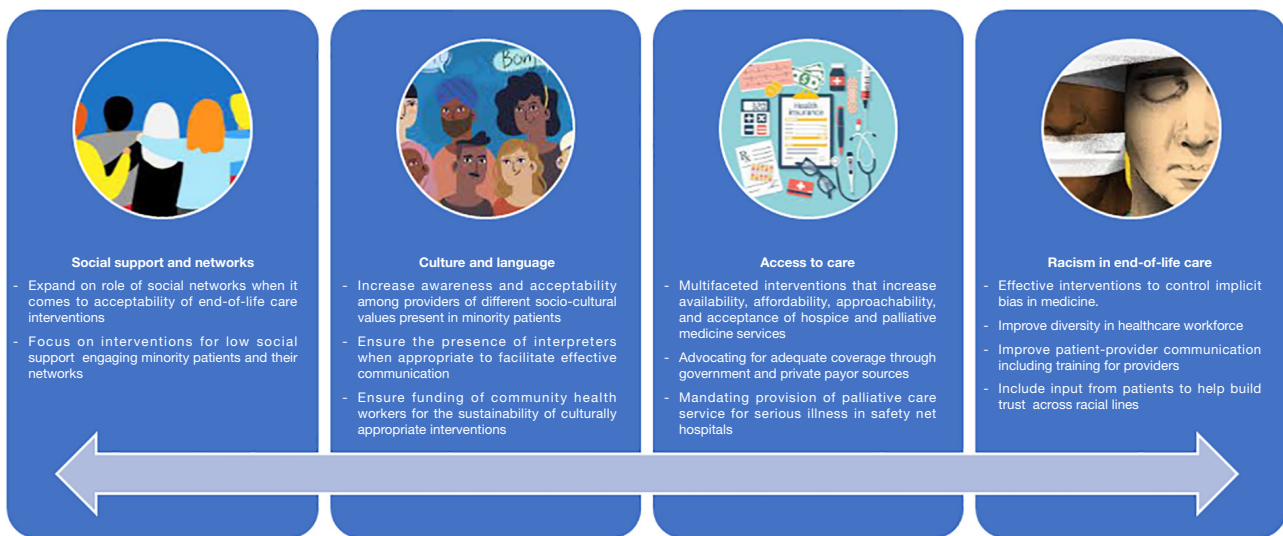 Bonj
Health
insurance
Social support and networks
- Expand on role of social networks when it
comes to acceptability of end-of-life care
interventions
- Focus on interventions for low social
support engaging minority patients and their
networks
Culture and language
- Increase awareness and acceptability
among providers of different socio-cultural
values present in minority patients
- Ensure the presence of interpreters
when appropriate to facilitate effective
communication
- Ensure funding of community health
workers for the sustainability of culturally
appropriate interventions
Access to care
- Multifaceted interventions that increase
availability, affordability, approachability,
and acceptance of hospice and palliative
medicine services
- Advocating for adequate coverage through
government and private payor sources
- Mandating provision of palliative care
service for serious illness in safety net
hospitals
Racism in end-of-life care
- Effective interventions to control implicit
bias in medicine.
- Improve diversity in healthcare workforce
- Improve patient-provider communication
including training for providers
- Include input from patients to help build
trust across racial lines